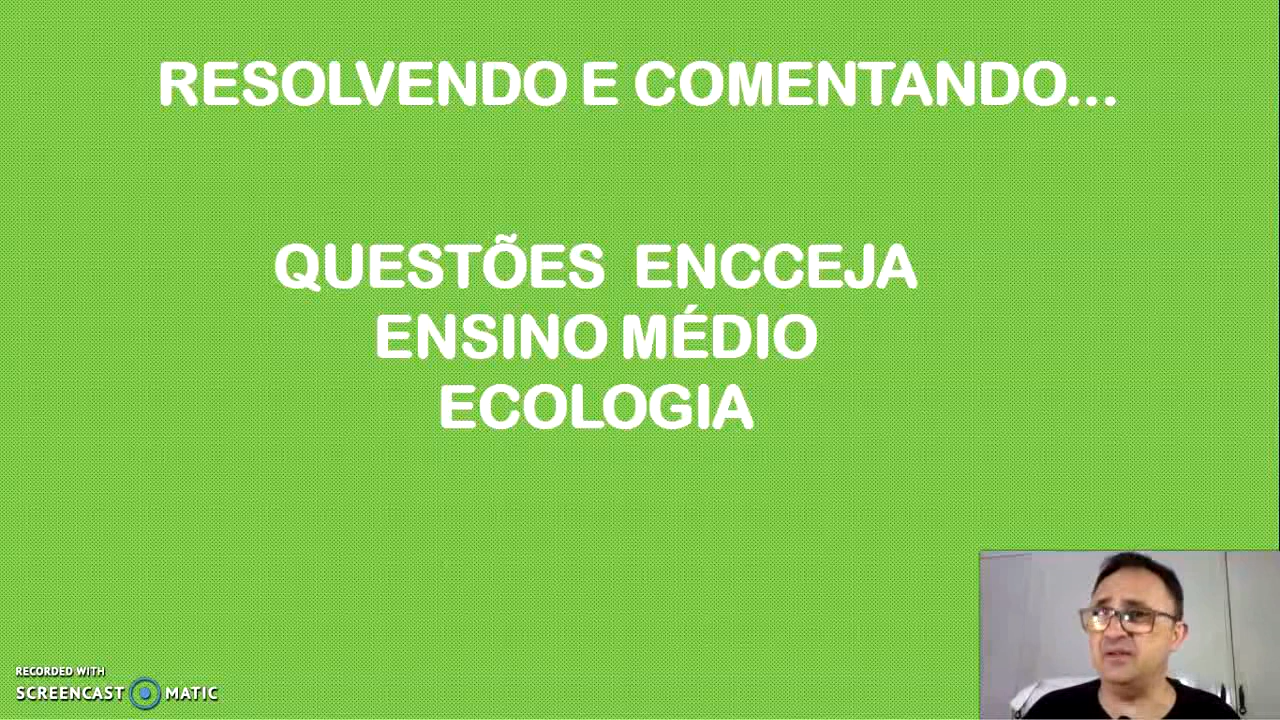 RESOLVENDO E COMENTANDO...
QUESTÕES ENCCEJA
ENSINO MÉDIO
ECOLOGIA
RECORDED WITH
SCREENCAST MATIC